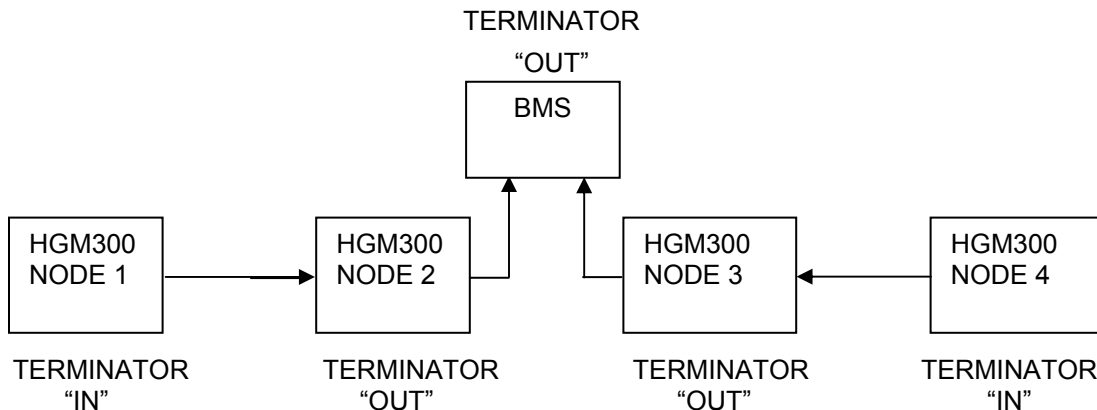 TERMINATOR
“OUT”
BMS
HGM300
NODE 1
HGM300
NODE 2
HGM300
NODE 3
HGM300
NODE 4
TERMINATOR
“IN”
TERMINATOR
“OUT”
TERMINATOR
“OUT”
TERMINATOR
“IN”